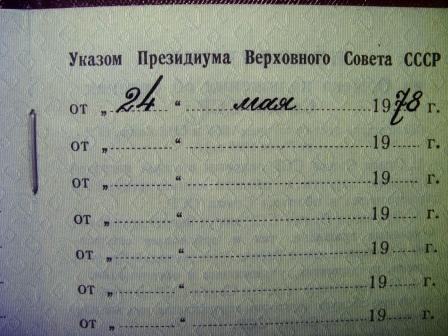 Указом Президиума Верховного Совета СССР
от „ 24 “ мая 1978 г.
от „ “ 19 г.
от „ “ 19 г.
от „ “ 19 г.
от „ “ 19 г.
от „ “ 19 г.
от „ “ 19 г.